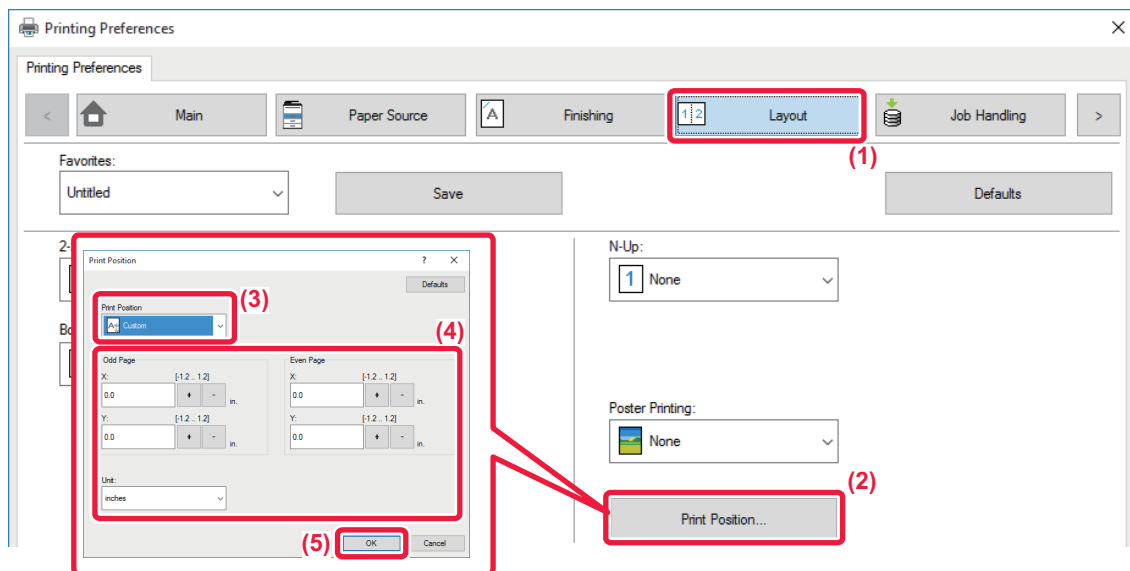 Printing Preferences
Printing Preferences
< Main Paper Source Finishing Layout Job Handling >
(1)
Favorites:
Untitled Save Defaults
2-
N-Up:
1 None
Bo
Print Position ? ×
Defaults
Print Position
(3)
Custom
(4)
Odd Page Even Page
X: [-1.2 .. 1.2] X: [-1.2 .. 1.2]
0.0 + - in. 0.0 + - in.
Y: [-1.2 .. 1.2] Y: [-1.2 .. 1.2]
0.0 + - in. 0.0 + - in.
Unit:
inches
(5) OK Cancel
Poster Printing:
None
(2)
Print Position...